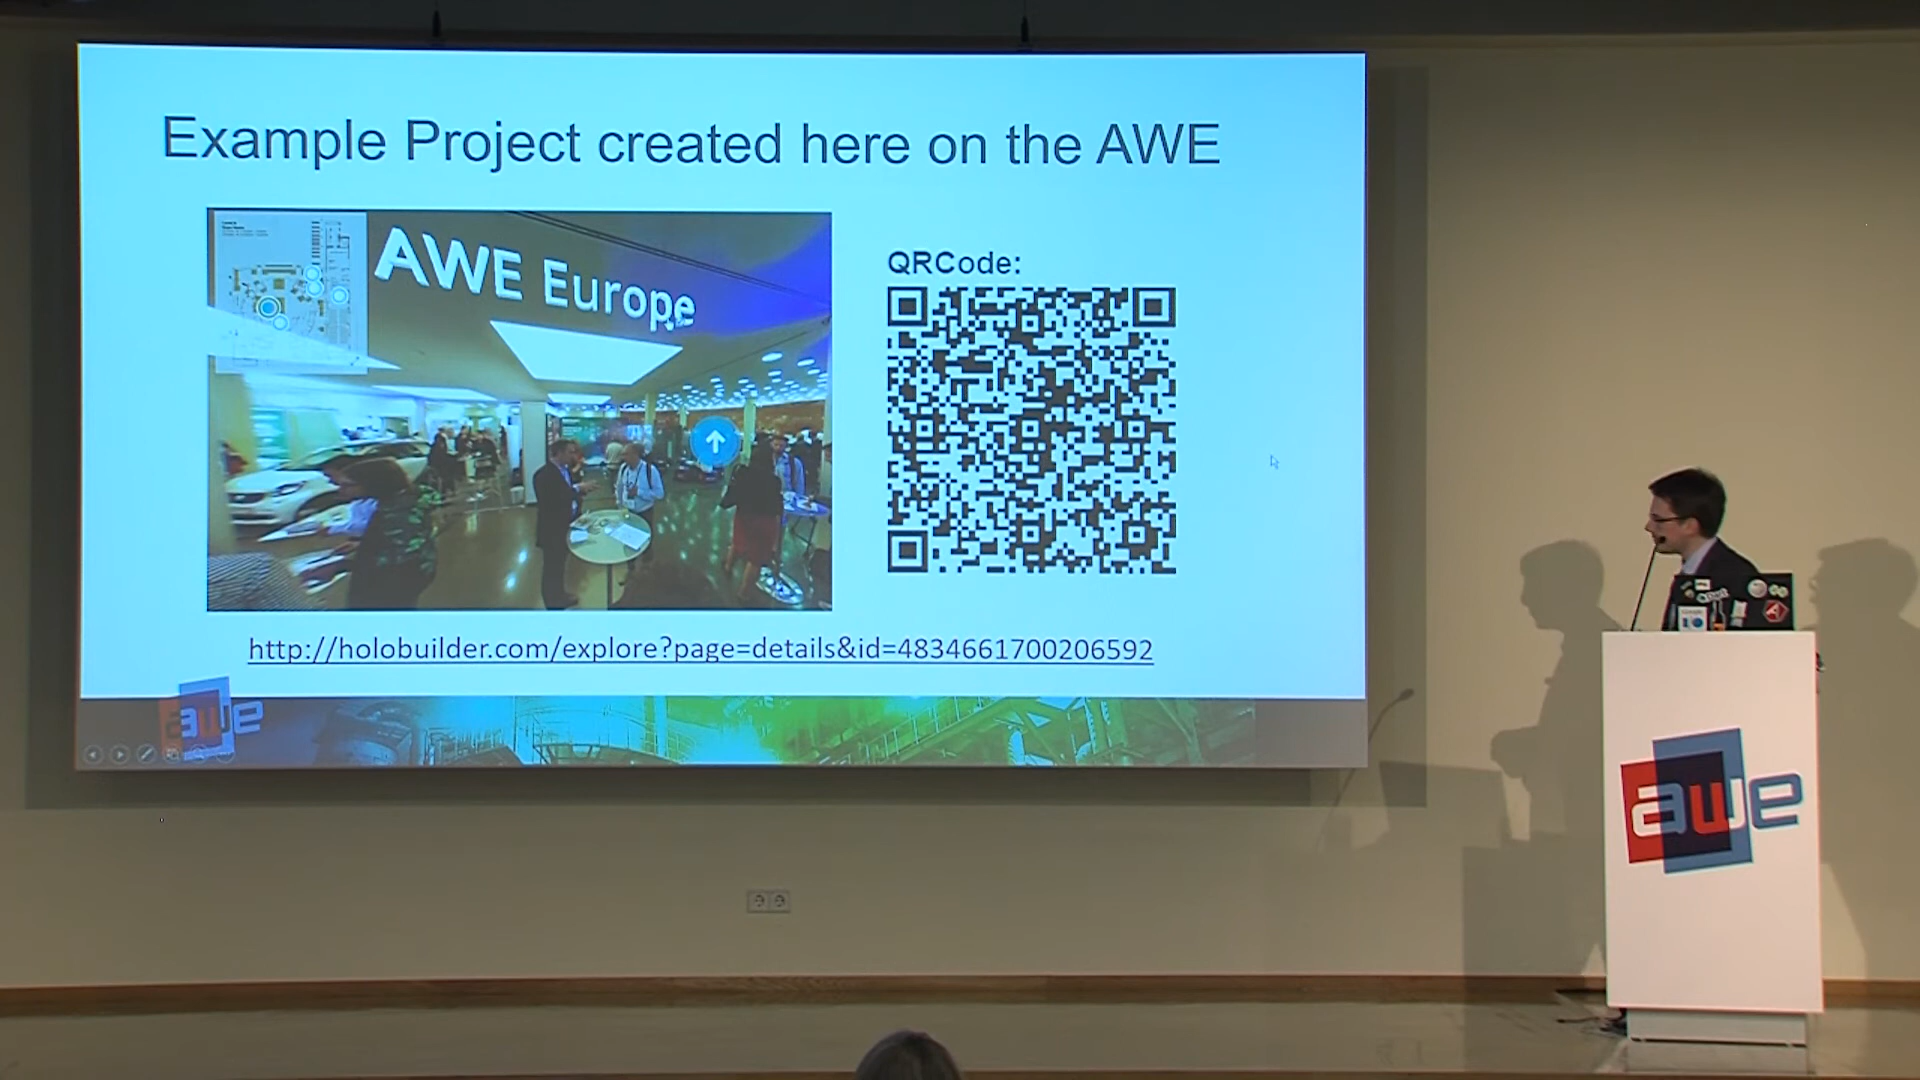 Example Project created here on the AWE
AWE Europe
QRCode:
http://holobuilder.com/explore?page=details&id=4834661700206592
awe
awe